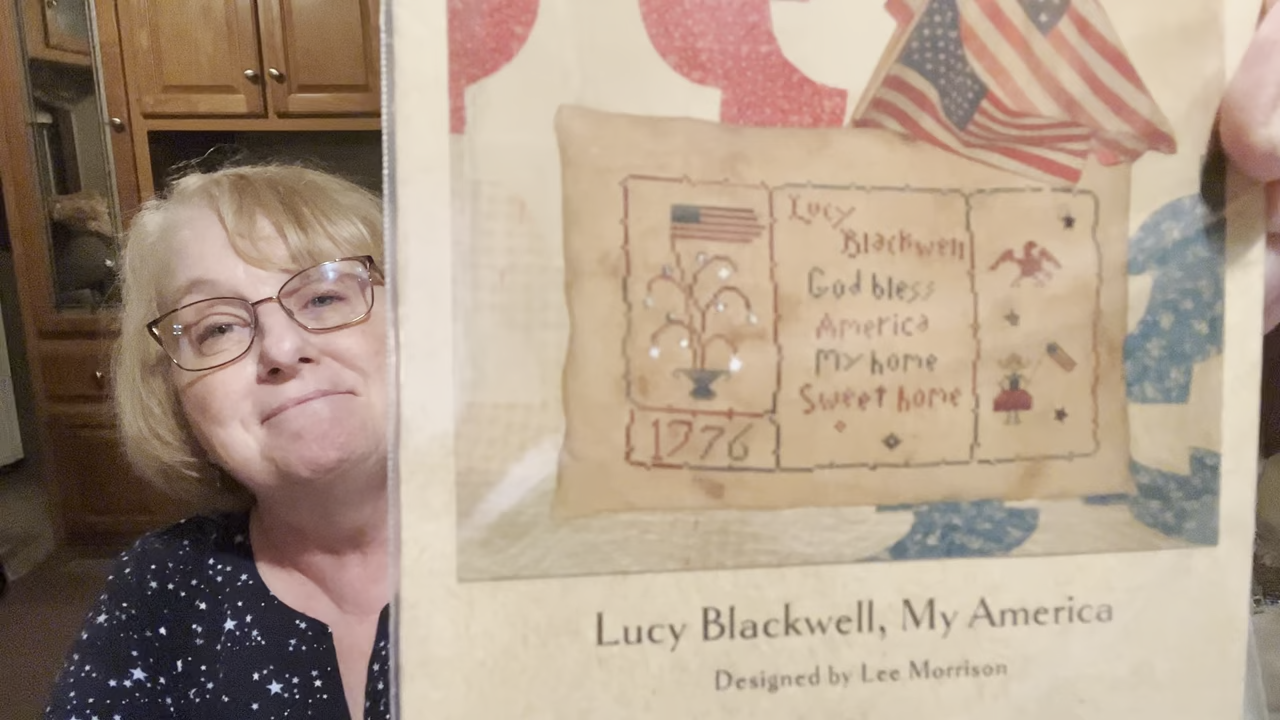 Lucy
Blackwell
God bless
America
My home
Sweet home
1776
Lucy Blackwell, My America
Designed by Lee Morrison